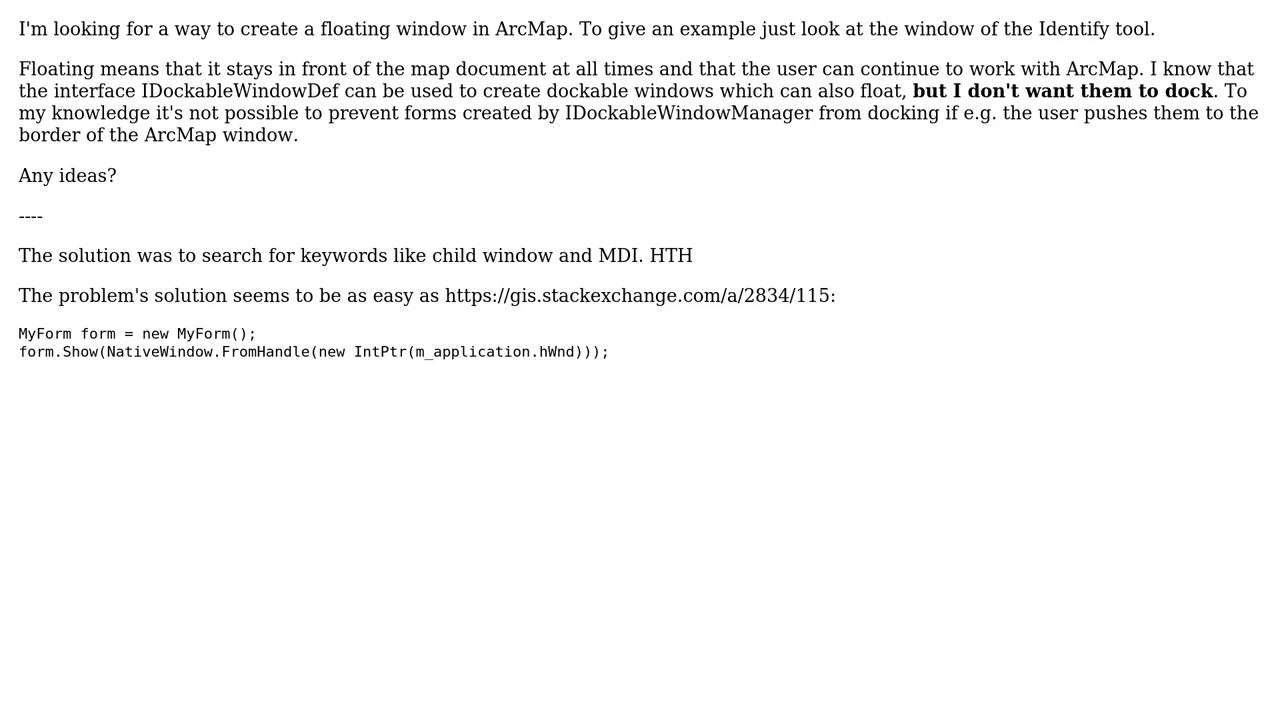 I'm looking for a way to create a floating window in ArcMap. To give an example just look at the window of the Identify tool.
Floating means that it stays in front of the map document at all times and that the user can continue to work with ArcMap. I know that
the interface IDockableWindowDef can be used to create dockable windows which can also float, but I don't want them to dock. To
my knowledge it's not possible to prevent forms created by IDockableWindowManager from docking if e.g. the user pushes them to the
border of the ArcMap window.
Any ideas?
----
The solution was to search for keywords like child window and MDI. HTH
The problem's solution seems to be as easy as https://gis.stackexchange.com/a/2834/115:
MyForm form = new MyForm();
form.Show(NativeWindow.FromHandle(new IntPtr(m_application.hWnd)));